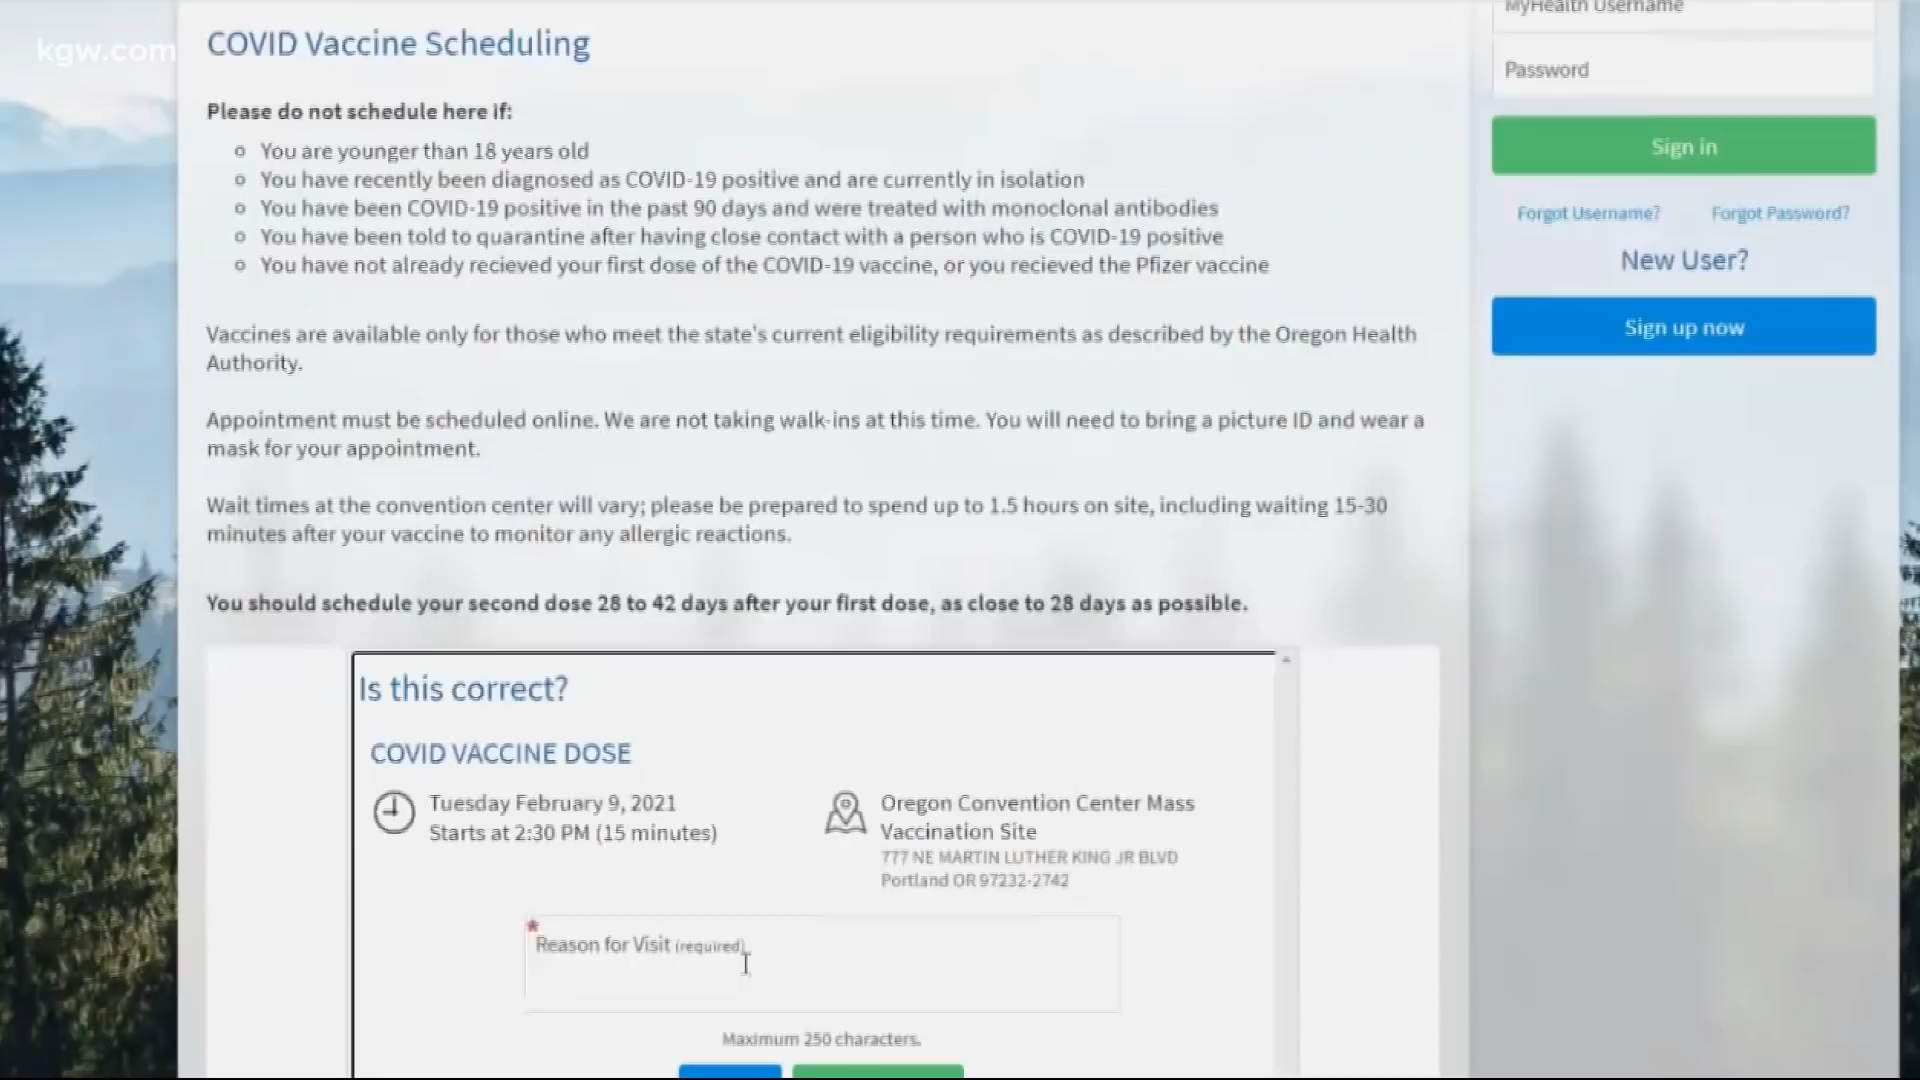 kgw.com
COVID Vaccine Scheduling
Please do not schedule here if:
You are younger than 18 years old
You have recently been diagnosed as COVID-19 positive and are currently in isolation
You have been COVID-19 positive in the past 90 days and were treated with monoclonal antibodies
You have been told to quarantine after having close contact with a person who is COVID-19 positive
You have not already recieved your first dose of the COVID-19 vaccine, or you recieved the Pfizer vaccine
Vaccines are available only for those who meet the state's current eligibility requirements as described by the Oregon Health
Authority.
Appointment must be scheduled online. We are not taking walk-ins at this time. You will need to bring a picture ID and wear a
mask for your appointment.
Wait times at the convention center will vary; please be prepared to spend up to 1.5 hours on site, including waiting 15-30
minutes after your vaccine to monitor any allergic reactions.
You should schedule your second dose 28 to 42 days after your first dose, as close to 28 days as possible.
Is this correct?
COVID VACCINE DOSE
Tuesday February 9, 2021
Starts at 2:30 PM (15 minutes)
Oregon Convention Center Mass
Vaccination Site
777 NE MARTIN LUTHER KING JR BLVD
Portland OR 97232-2742
* Reason for Visit (required)
Maximum 250 characters.
MyHealth Username
Password
Sign in
Forgot Username? Forgot Password?
New User?
Sign up now